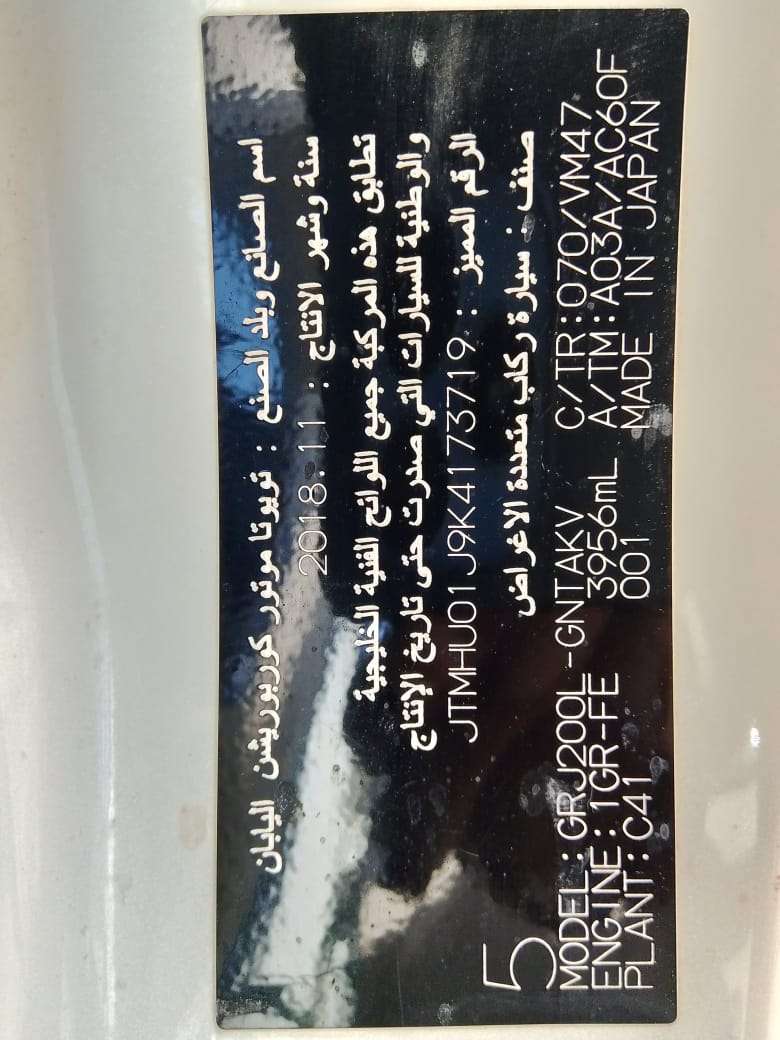 اسم الصانع وبلد الصنع : تويوتا موتور كوربوريشن اليابان
سنة وشهر الانتاج : 2018.11
تطابق هذه المركبة جميع اللوائح الفنية الخليجية
والوطنية للسيارات التي صدرت حتى تاريخ الإنتاج
الرقم المميز : JTMHU01J9K4173719
صنف : سيارة ركاب متعددة الاغراض
5
MODEL:GRJ200L-GNTAKV C/TR:070/VM47
ENGINE:1GR-FE 3956mL A/TM:A03A/AC60F
PLANT:C41 001 MADE IN JAPAN